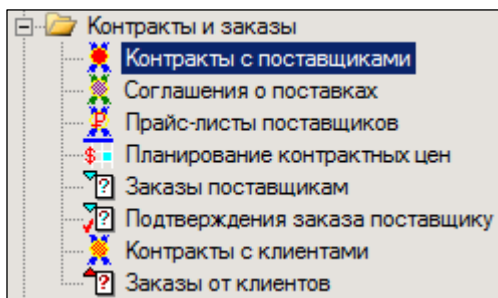 Контракты и заказы
Контракты с поставщиками
Соглашения о поставках
Прайс-листы поставщиков
Планирование контрактных цен
Заказы поставщикам
Подтверждения заказа поставщику
Контракты с клиентами
Заказы от клиентов